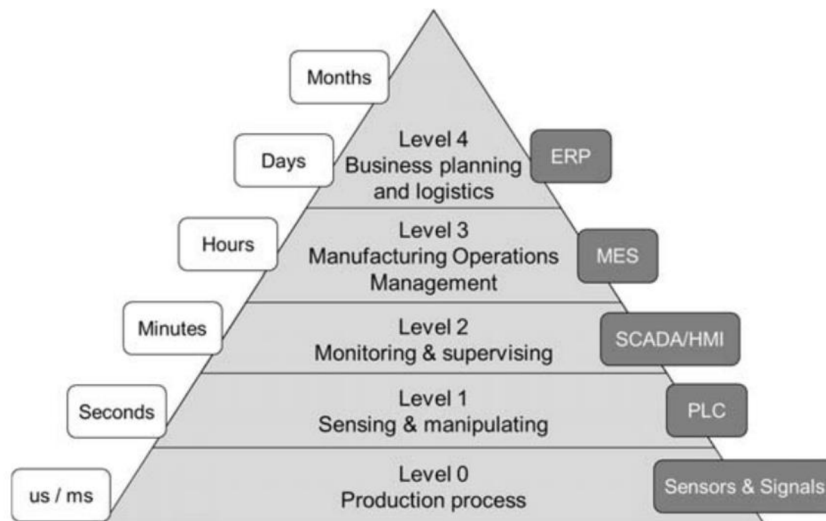 Months
Level 4
Days
Business planning
ERP
and logistics
Level 3
Hours
Manufacturing Operations
MES
Management
Minutes
Level 2
SCADA/HMI
Monitoring & supervising
Seconds
Level 1
PLC
Sensing & manipulating
us / ms
Level 0
Sensors & Signals
Production process